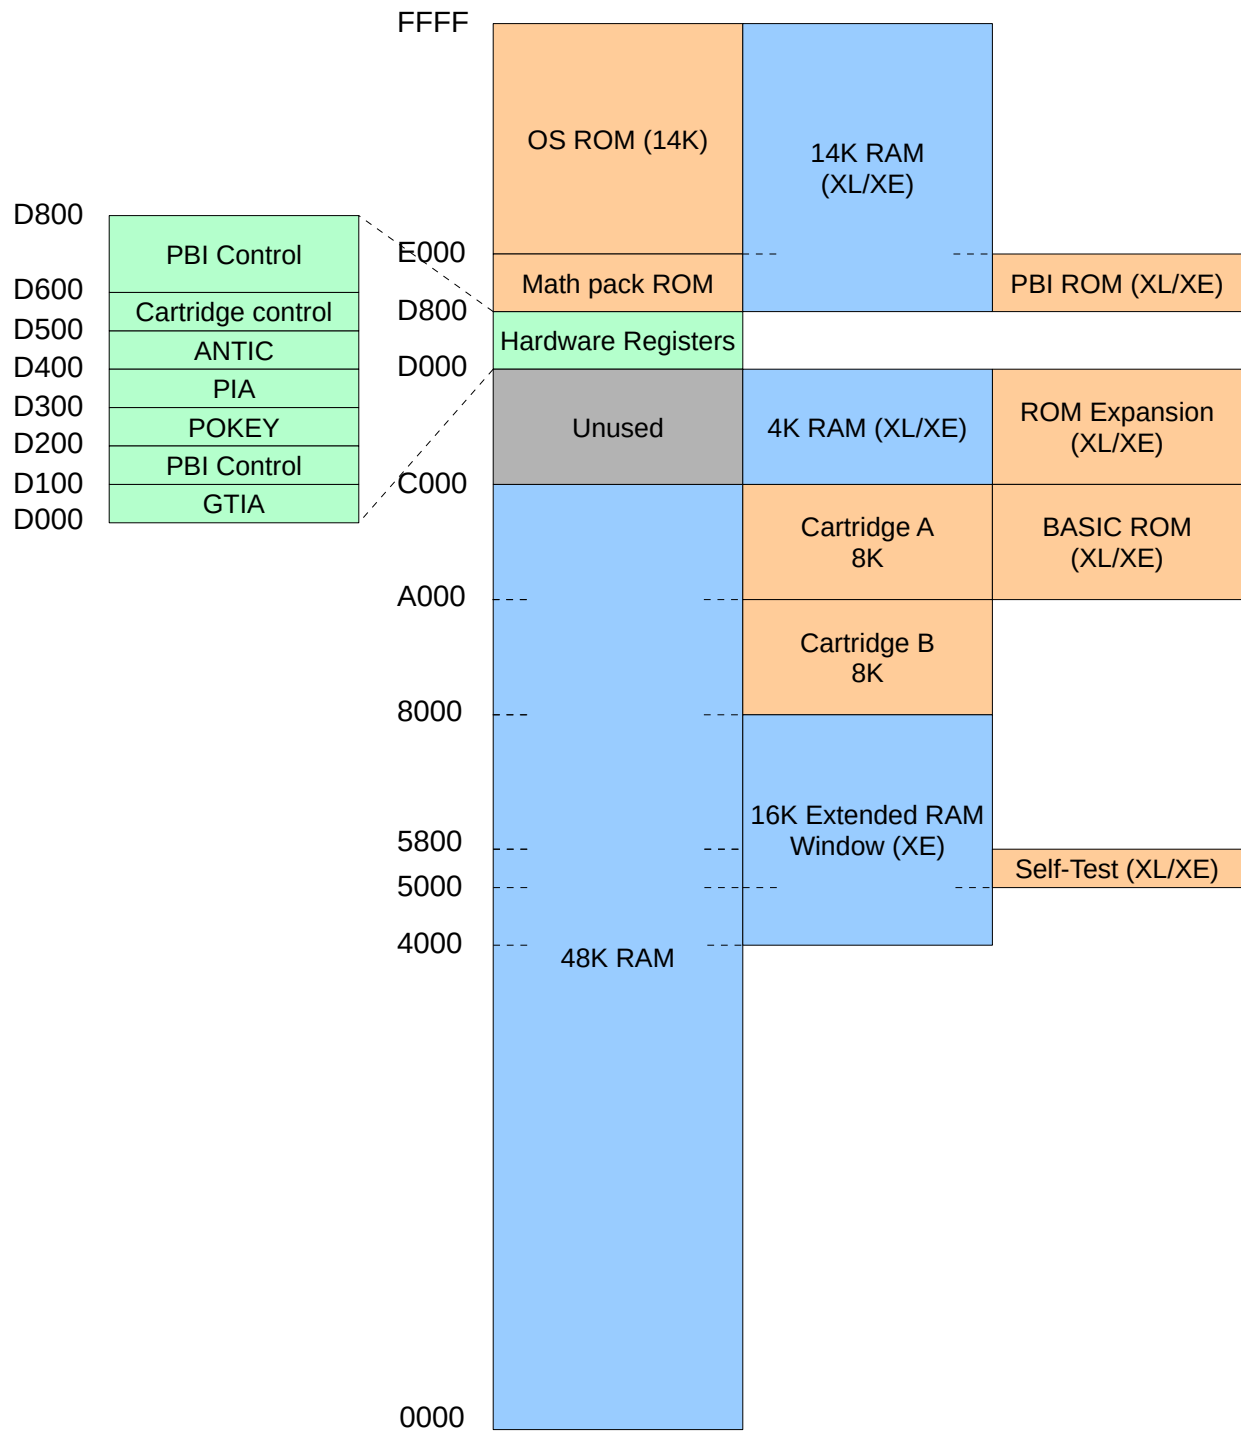 FFFF
OS ROM (14K)
14K RAM
(XL/XE)
D800
PBI Control
E000
D600
Math pack ROM
PBI ROM (XL/XE)
Cartridge control
D800
D500
Hardware Registers
ANTIC
D400
D000
PIA
D300
POKEY
Unused
4K RAM (XL/XE)
ROM Expansion
(XL/XE)
D200
PBI Control
D100
C000
GTIA
D000
Cartridge A
8K
BASIC ROM
(XL/XE)
A000
Cartridge B
8K
8000
16K Extended RAM
Window (XE)
5800
Self-Test (XL/XE)
5000
4000
48K RAM
0000